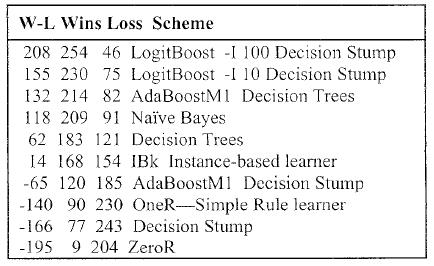 W-L Wins Loss Scheme
208 254 46 LogitBoost -I 100 Decision Stump
155 230 75 LogitBoost -I 10 Decision Stump
132 214 82 AdaBoostM1 Decision Trees
118 209 91 Naïve Bayes
62 183 121 Decision Trees
14 168 154 IBk Instance-based learner
-65 120 185 AdaBoostM1 Decision Stump
-140 90 230 OneR—Simple Rule learner
-166 77 243 Decision Stump
-195 9 204 ZeroR